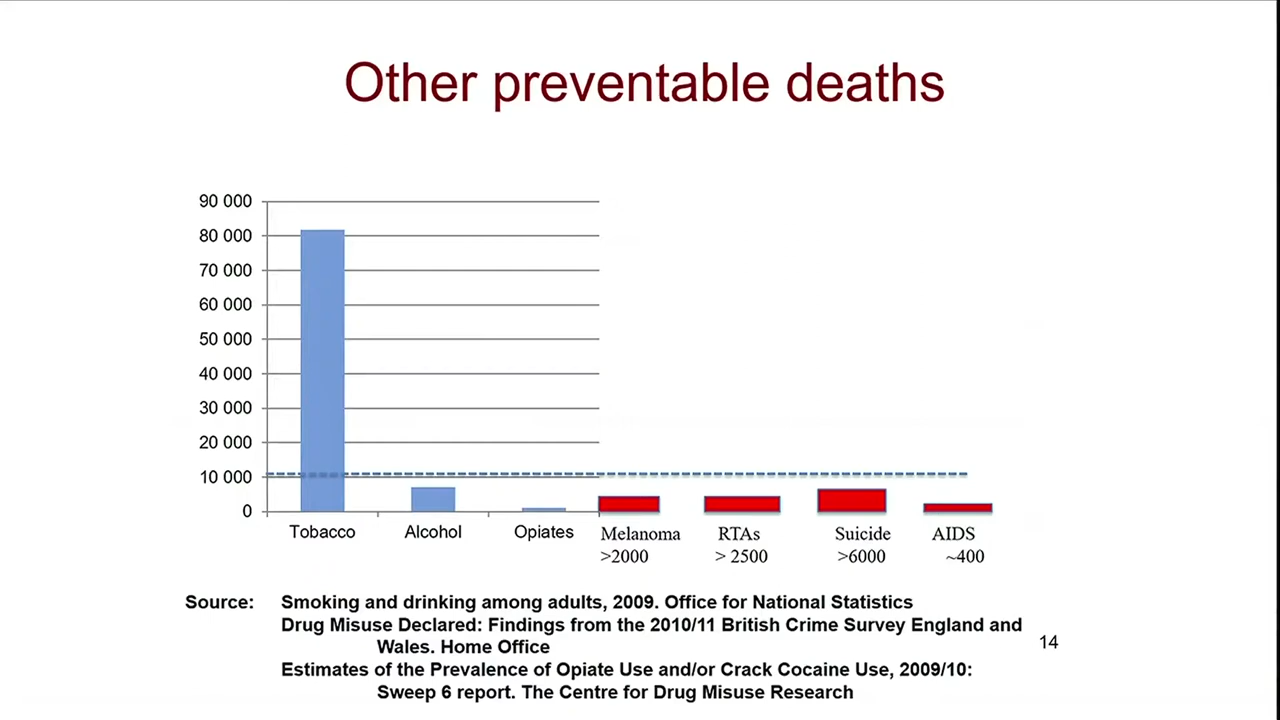 Other preventable deaths
90 000
80 000
70 000
60 000
50 000
40 000
30 000
20 000
10 000
0
Tobacco Alcohol Opiates Melanoma RTAs Suicide AIDS
>2000 > 2500 >6000 ~400
Source: Smoking and drinking among adults, 2009. Office for National Statistics
Drug Misuse Declared: Findings from the 2010/11 British Crime Survey England and
Wales. Home Office
14
Estimates of the Prevalence of Opiate Use and/or Crack Cocaine Use, 2009/10:
Sweep 6 report. The Centre for Drug Misuse Research